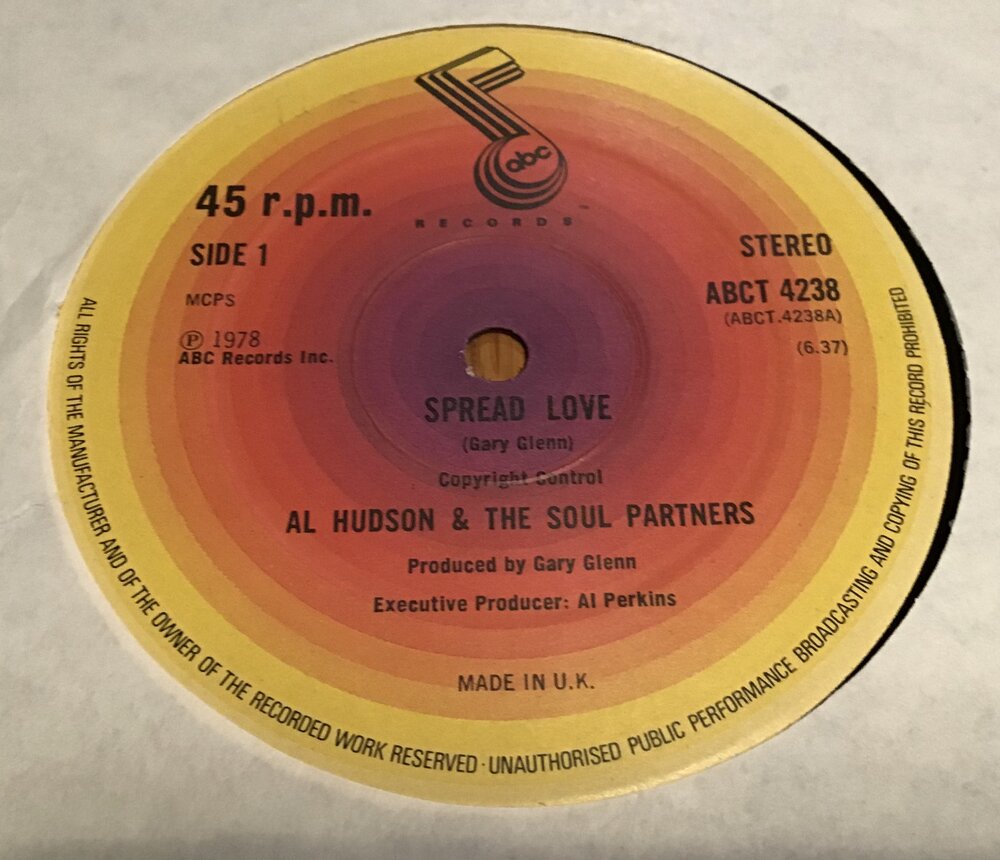 abc
RECORDS™
45 r.p.m.
SIDE 1
MCPS
Ⓟ 1978
ABC Records Inc.
STEREO
ABCT 4238
(ABCT.4238A)
(6.37)
SPREAD LOVE
(Gary Glenn)
Copyright Control
AL HUDSON & THE SOUL PARTNERS
Produced by Gary Glenn
Executive Producer: Al Perkins
MADE IN U.K.
ALL RIGHTS OF THE MANUFACTURER AND OF THE OWNER OF THE RECORDED WORK RESERVED · UNAUTHORISED PUBLIC PERFORMANCE BROADCASTING AND COPYING OF THIS RECORD PROHIBITED